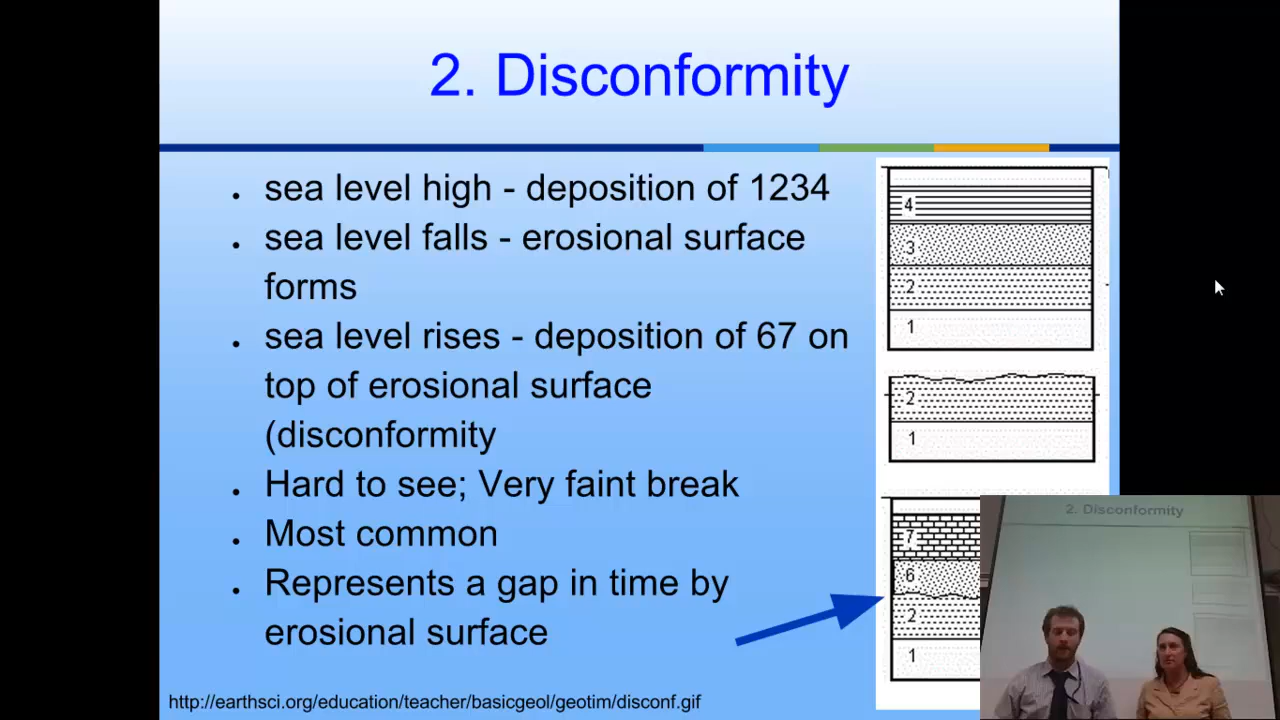 2. Disconformity
sea level high - deposition of 1234
sea level falls - erosional surface
forms
sea level rises - deposition of 67 on
top of erosional surface
(disconformity
Hard to see; Very faint break
Most common
Represents a gap in time by
erosional surface
http://earthsci.org/education/teacher/basicgeol/geotim/disconf.gif
4
3
2
1
2
1
7
6
2
1
2. Disconformity